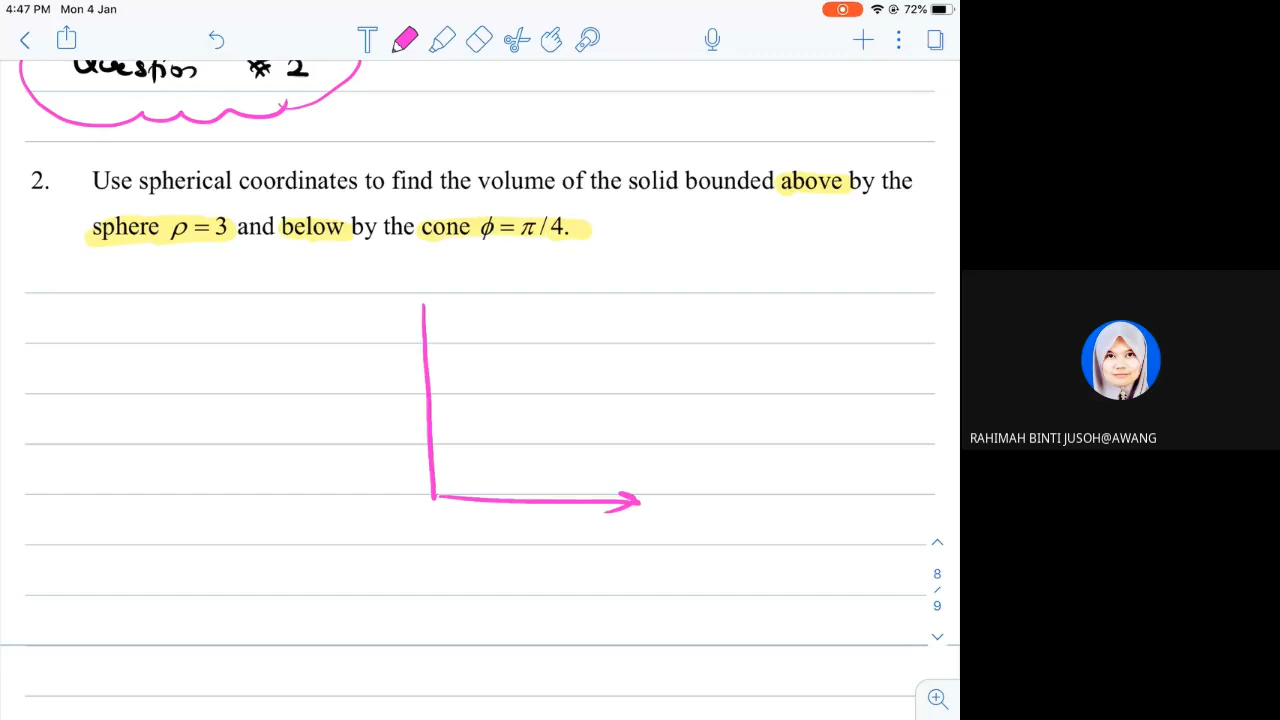 4:47 PM Mon 4 Jan
72%
Question # 2
2. Use spherical coordinates to find the volume of the solid bounded above by the
sphere ρ = 3 and below by the cone ϕ = π / 4.
8
/
9
RAHIMAH BINTI JUSOH@AWANG